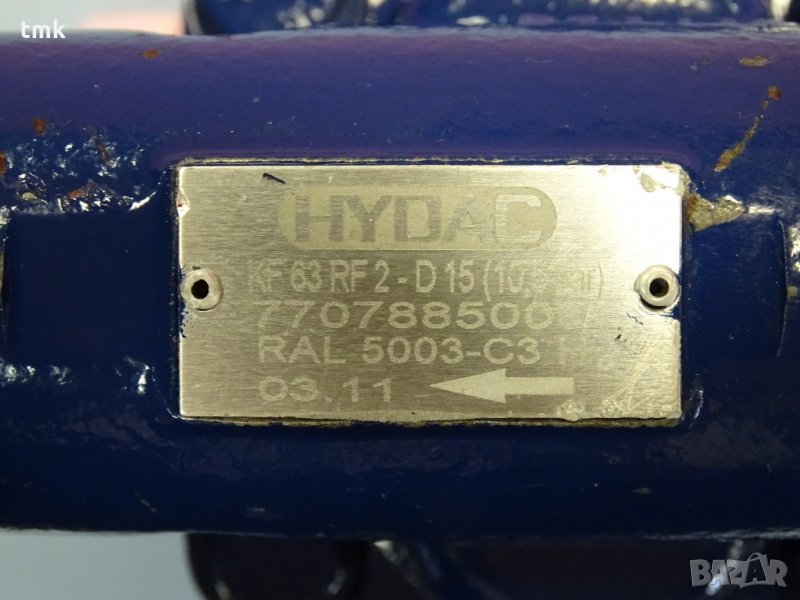 tmk
HYDAC
KF 63 RF 2 - D 15
RAL 5003-C3
03.11
BAZAR